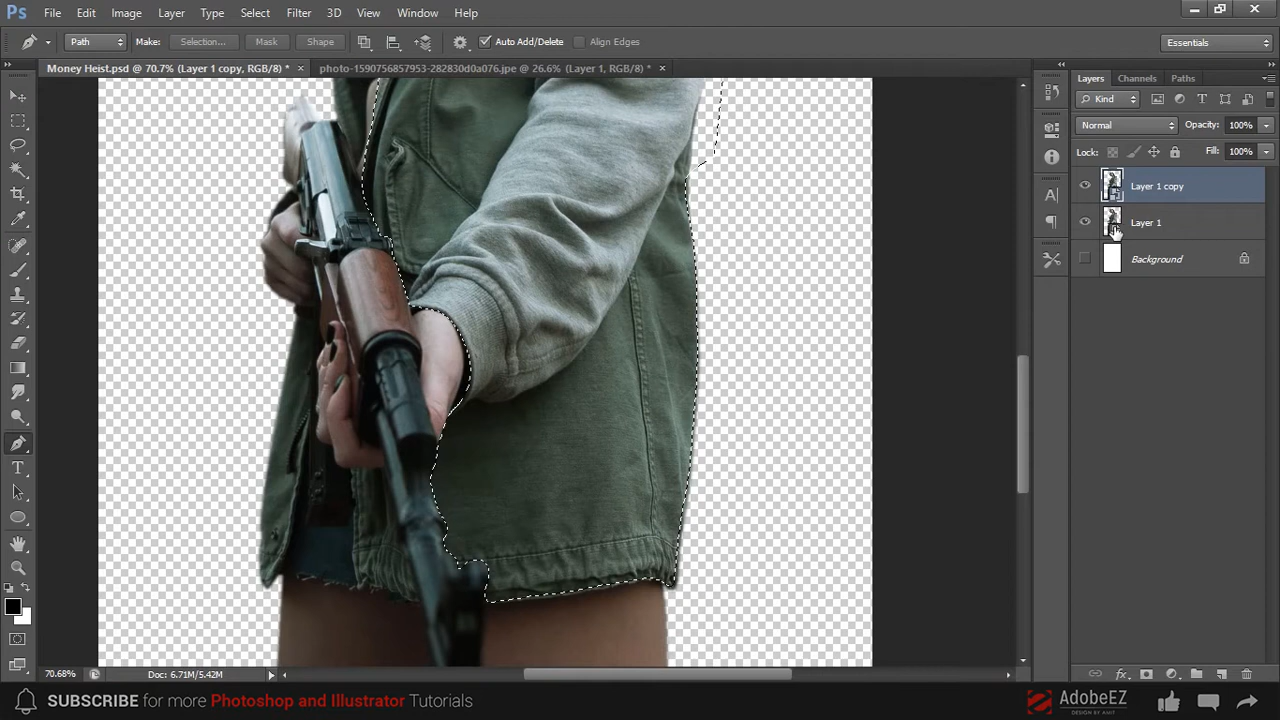 Ps File Edit Image Layer Type Select Filter 3D View Window Help
Path Make: Selection... Mask Shape Auto Add/Delete Align Edges Essentials
Money Heist.psd @ 70.7% (Layer 1 copy, RGB/8) * × photo-1590756857953-282830d0a076.jpe @ 26.6% (Layer 1, RGB/8) * ×
Layers Channels Paths
Kind
Normal Opacity: 100%
Lock: Fill: 100%
Layer 1 copy
Layer 1
Background
70.68% Doc: 6.71M/5.42M
SUBSCRIBE for more Photoshop and Illustrator Tutorials
AdobeEZ
DESIGN BY AMIT